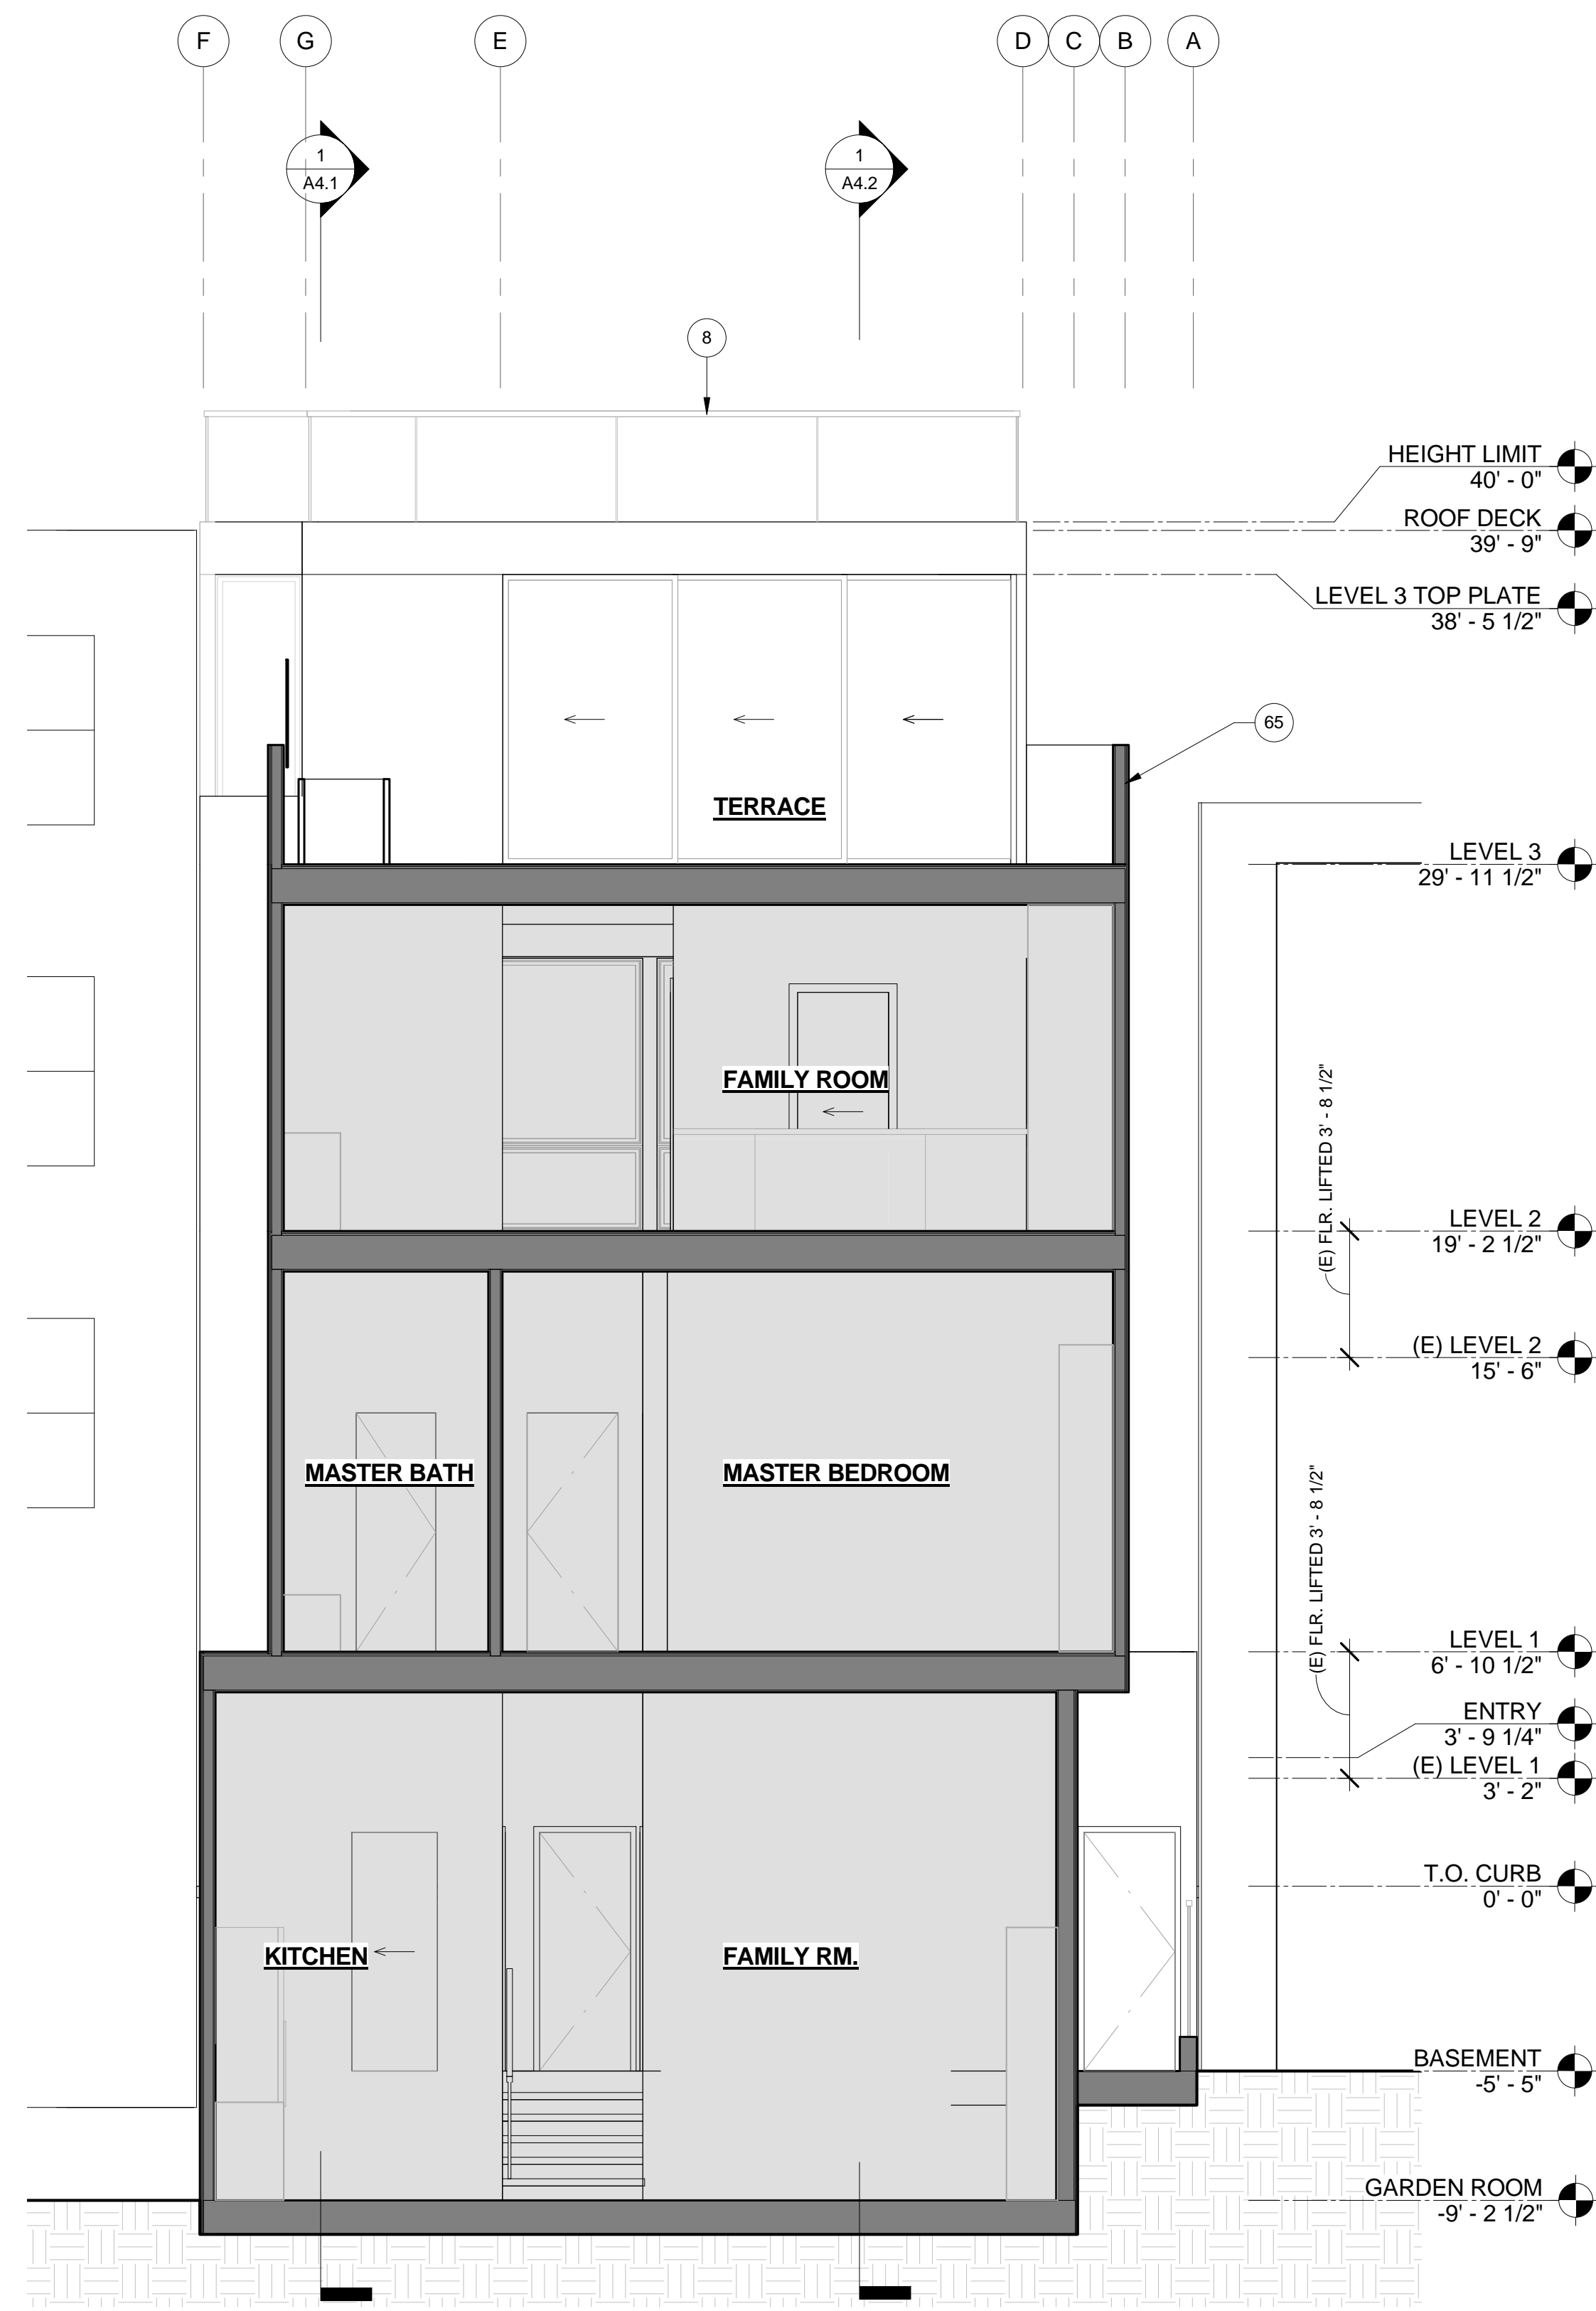 F
G
E
D
C
B
A
1
A4.1
1
A4.2
8
HEIGHT LIMIT
40' - 0"
ROOF DECK
39' - 9"
LEVEL 3 TOP PLATE
38' - 5 1/2"
65
TERRACE
LEVEL 3
29' - 11 1/2"
FAMILY ROOM
(E) FLR. LIFTED 3' - 8 1/2"
LEVEL 2
19' - 2 1/2"
(E) LEVEL 2
15' - 6"
MASTER BATH
MASTER BEDROOM
(E) FLR. LIFTED 3' - 8 1/2"
LEVEL 1
6' - 10 1/2"
ENTRY
3' - 9 1/4"
(E) LEVEL 1
3' - 2"
T.O. CURB
0' - 0"
KITCHEN
FAMILY RM.
BASEMENT
-5' - 5"
GARDEN ROOM
-9' - 2 1/2"